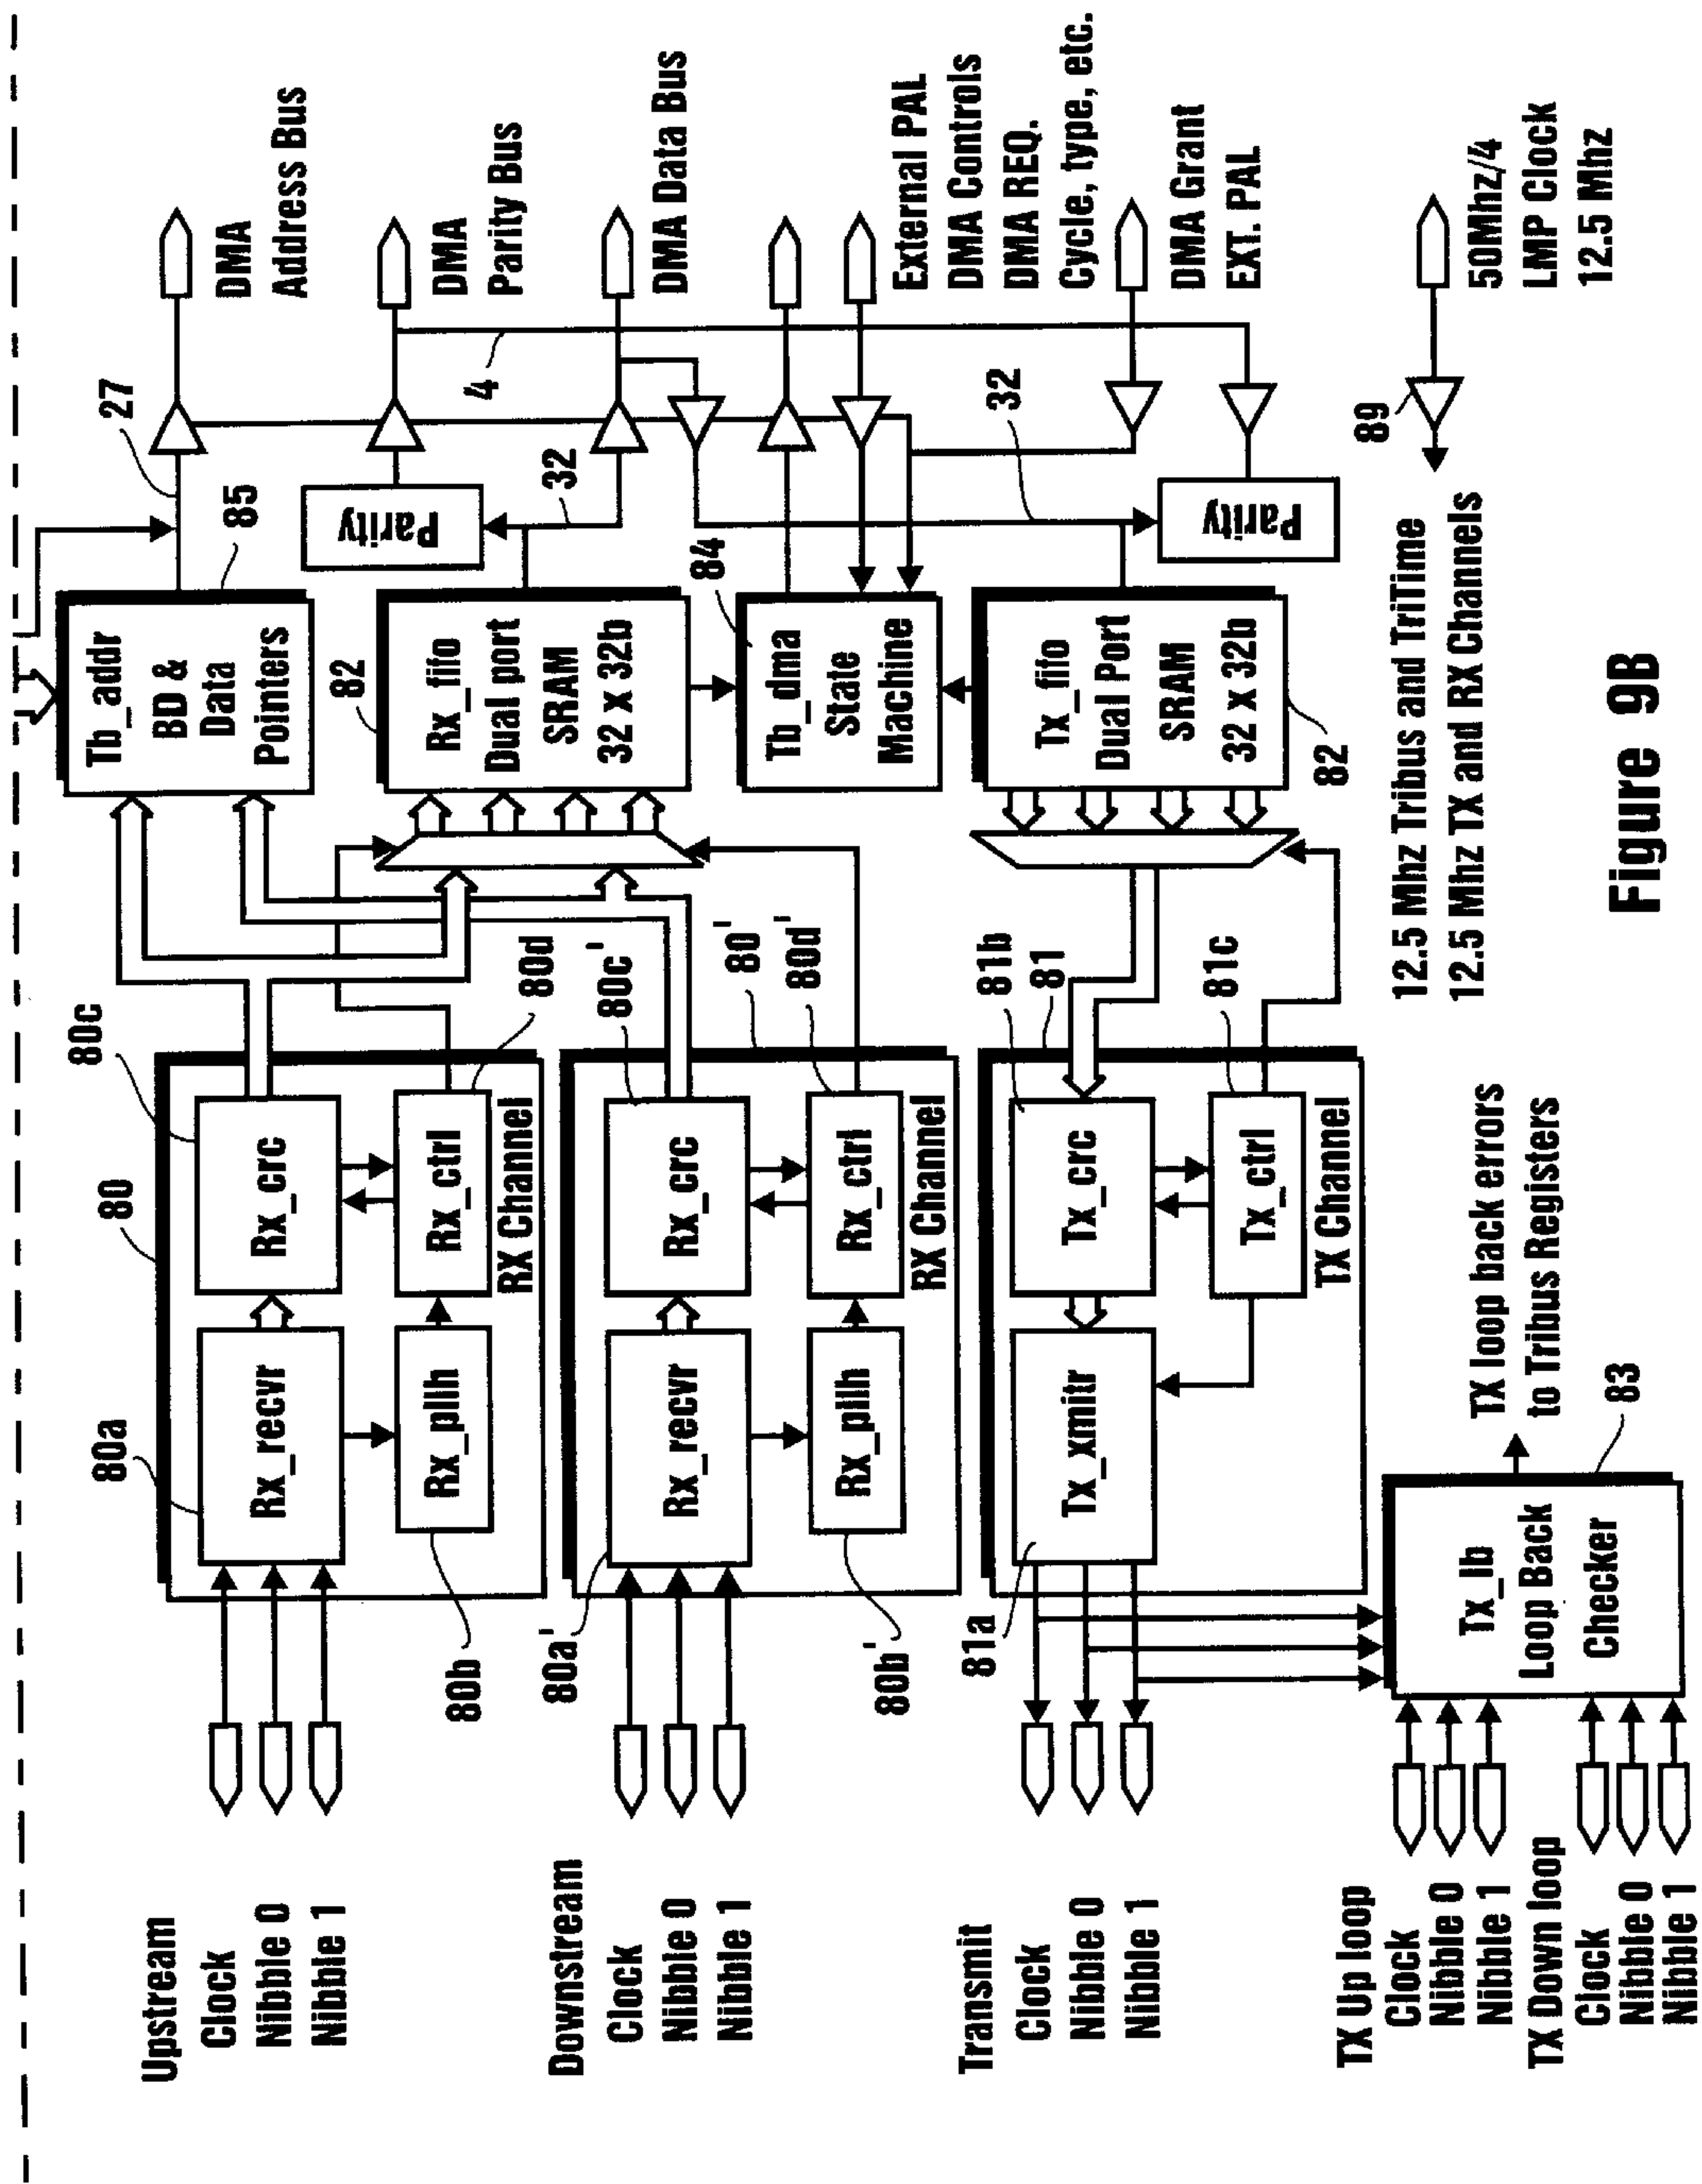 Upstream
Clock
Nibble 0
Nibble 1
80a
80
80c
Rx_recvr
Rx_crc
Rx_pllh
Rx_ctrl
RX Channel
80b
80d
Downstream
Clock
Nibble 0
Nibble 1
80a'
80c'
80'
80d'
Rx_recvr
Rx_crc
Rx_pllh
Rx_ctrl
RX Channel
80b'
Transmit
Clock
Nibble 0
Nibble 1
81a
81b
81
81c
Tx_xmitr
Tx_crc
Tx_ctrl
TX Channel
TX Up loop
Clock
Nibble 0
Nibble 1
TX Down loop
Clock
Nibble 0
Nibble 1
Tx_lb
Loop Back
Checker
83
TX loop back errors
to Tribus Registers
Tb_addr
BD &
Data
Pointers
85
27
DMA
Address Bus
82
Rx_fifo
Dual port
SRAM
32 x 32b
Parity
32
DMA
Parity Bus
4
DMA Data Bus
84
Tb_dma
State
Machine
External PAL
DMA Controls
DMA REQ.
Cycle, type, etc.
DMA Grant
EXT. PAL
Tx_fifo
Dual Port
SRAM
32 x 32b
82
32
Parity
89
50Mhz/4
LMP Clock
12.5 Mhz
12.5 Mhz Tribus and TriTime
12.5 Mhz TX and RX Channels
Figure 9B